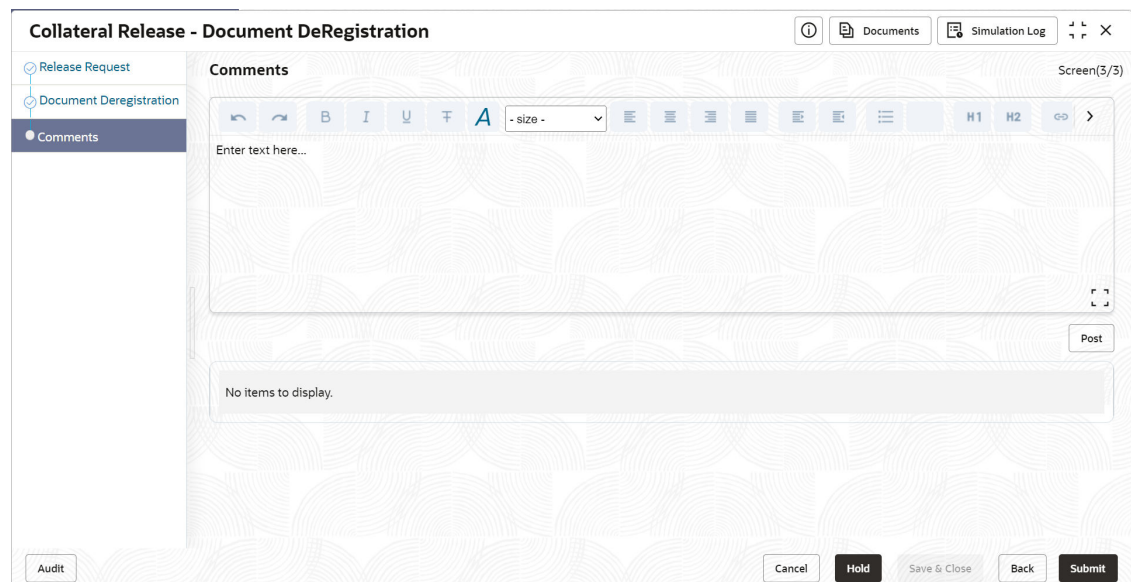 Collateral Release - Document DeRegistration
Documents
Simulation Log
Release Request
Document Deregistration
Comments
Comments
Screen(3/3)
B I U T A - size - H1 H2
Enter text here...
Post
No items to display.
Audit
Cancel
Hold
Save & Close
Back
Submit